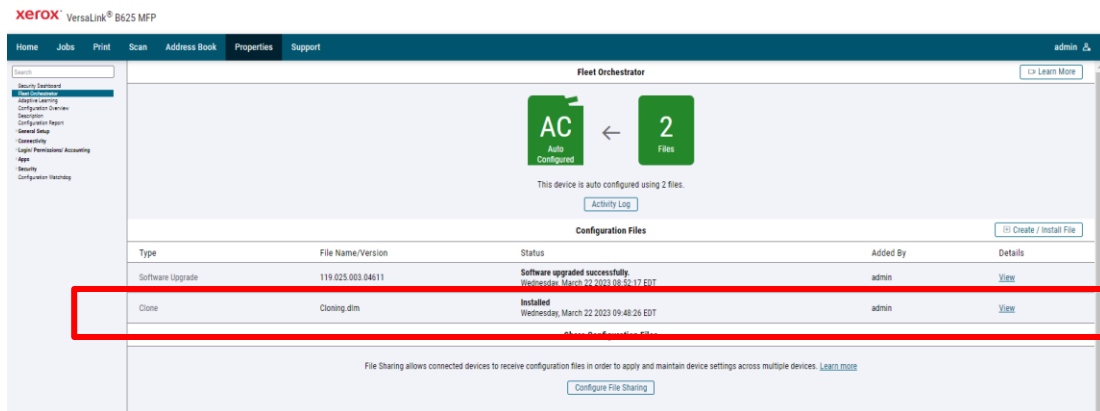 xerox™ VersaLink® B625 MFP
Home Jobs Print Scan Address Book Properties Support admin
Search
Security Dashboard
Fleet Orchestrator
Adaptive Learning
Configuration Overview
Description
Configuration Report
General Setup
Connectivity
Login/ Permissions/ Accounting
Apps
Security
Configuration Watchdog
Fleet Orchestrator
Learn More
AC
Auto
Configured
←
2
Files
This device is auto configured using 2 files.
Activity Log
Configuration Files
Create / Install File
Type File Name/Version Status Added By Details
Software Upgrade 119.025.003.04611 Software upgraded successfully. admin View
Wednesday, March 22 2023 08:52:17 EDT
Clone Cloning.dlm Installed admin View
Wednesday, March 22 2023 09:48:26 EDT
Share Configuration Files
File Sharing allows connected devices to receive configuration files in order to apply and maintain device settings across multiple devices. Learn more
Configure File Sharing